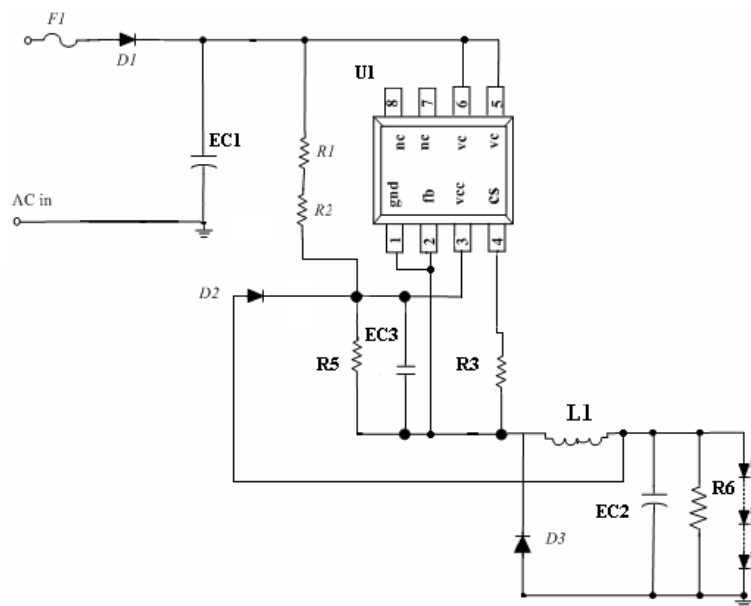 F1
D1
U1
8 7 6 5
nc nc vc vc
EC1
R1
gnd fb vcc cs
R2
AC in
1 2 3 4
D2
EC3
R5
R3
L1
R6
EC2
D3